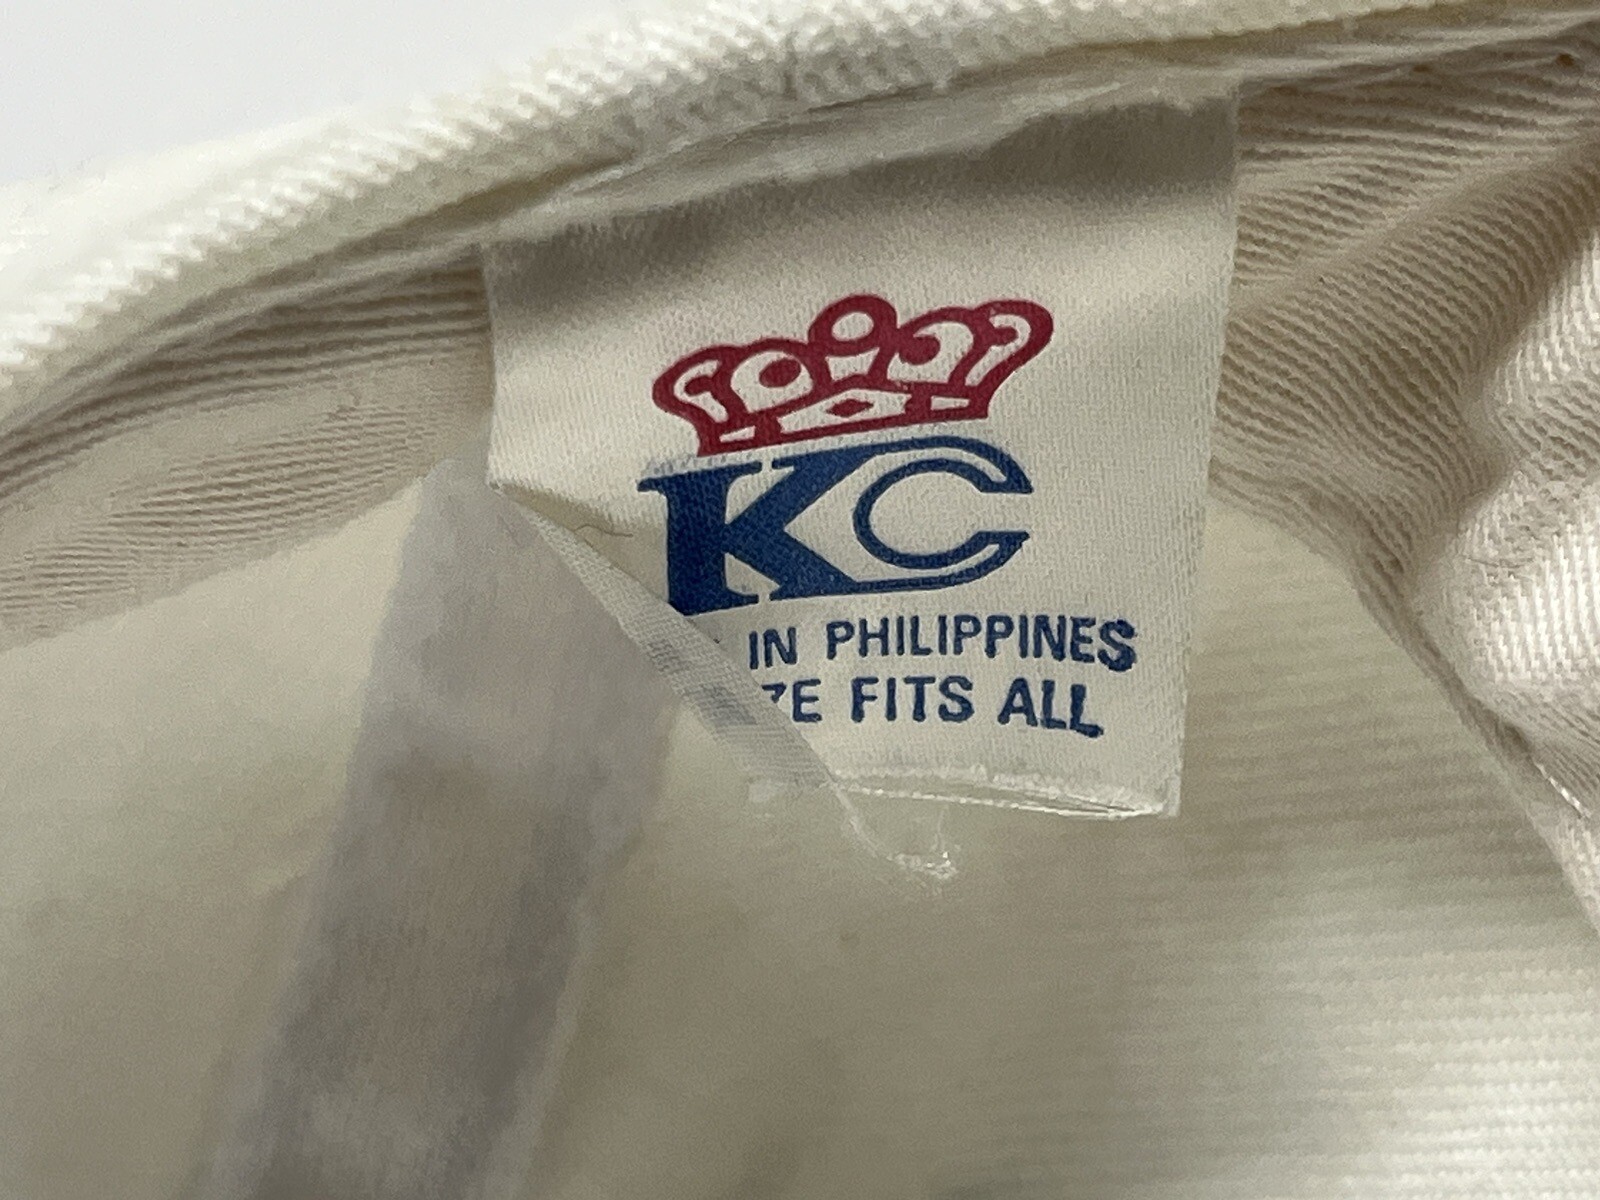 KC
IN PHILIPPINES
ZE FITS ALL